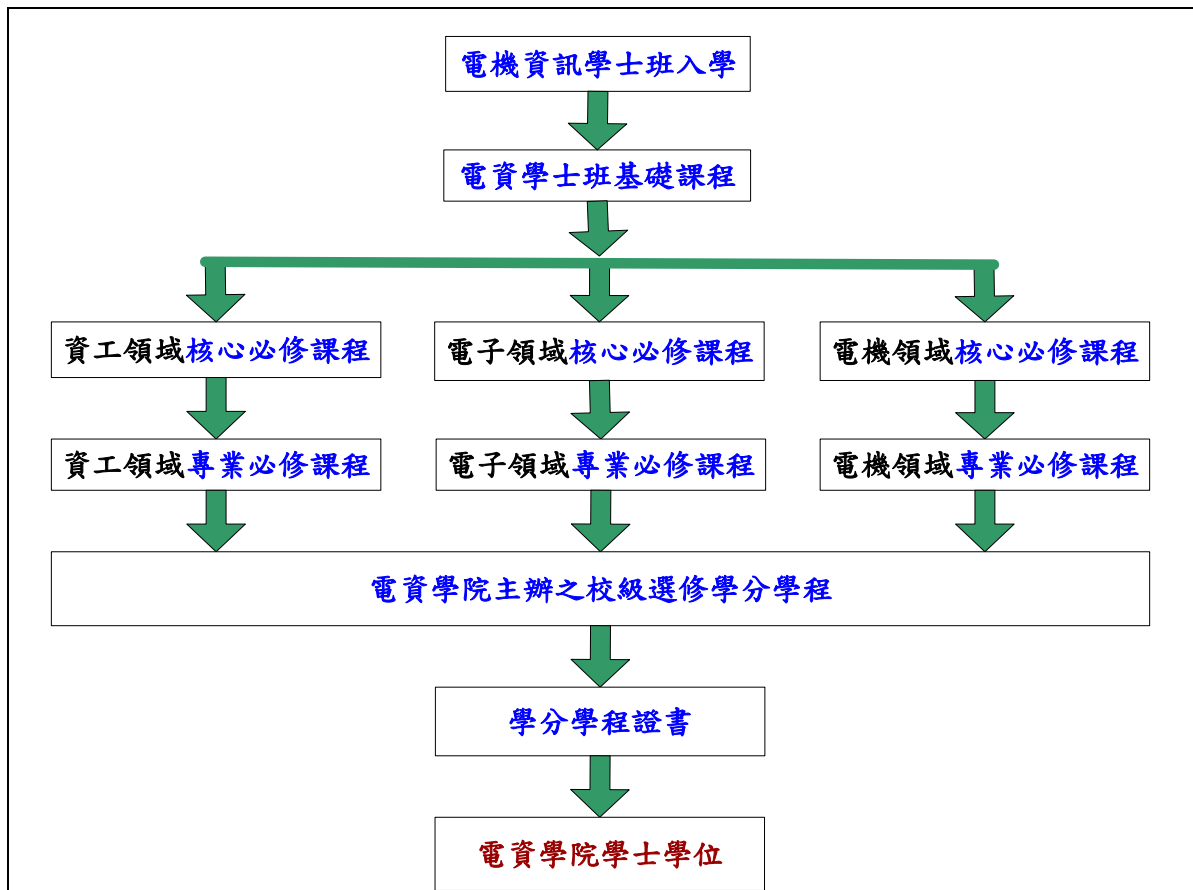 電機資訊學士班入學
電資學士班基礎課程
資工領域核心必修課程
電子領域核心必修課程
電機領域核心必修課程
資工領域專業必修課程
電子領域專業必修課程
電機領域專業必修課程
電資學院主辦之校級選修學分學程
學分學程證書
電資學院學士學位